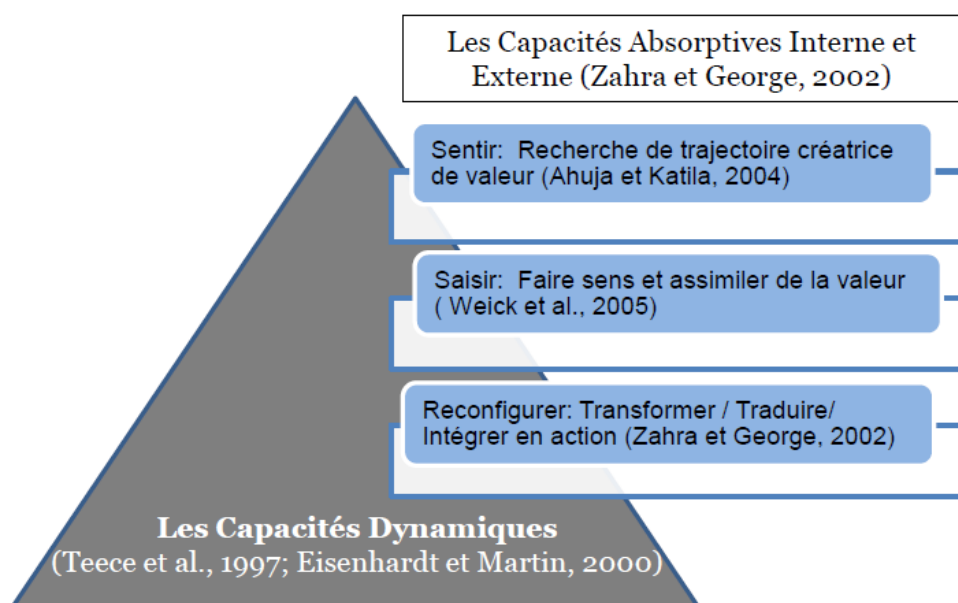 Les Capacités Absorptives Interne et
Externe (Zahra et George, 2002)
Sentir:  Recherche de trajectoire créatrice
de valeur (Ahuja et Katila, 2004)
Saisir:  Faire sens et assimiler de la valeur
( Weick et al., 2005)
Reconfigurer: Transformer / Traduire/
Intégrer en action (Zahra et George, 2002)
Les Capacités Dynamiques
(Teece et al., 1997; Eisenhardt et Martin, 2000)